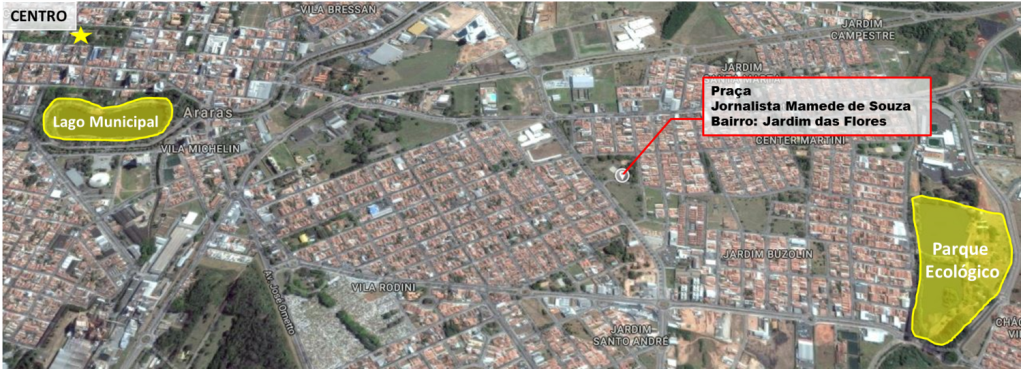 CENTRO
VILA BRESSAN
JARDIM
CAMPESTRE
JARDIM
Praça
Jornalista Mamede de Souza
Bairro: Jardim das Flores
Lago Municipal
Araras
VILA MICHELIN
CENTER MARTINI
Parque
Ecológico
JARDIM BUZOLIN
Av. José Ometto
VILA RODINI
JARDIM
SANTO ANDRÉ